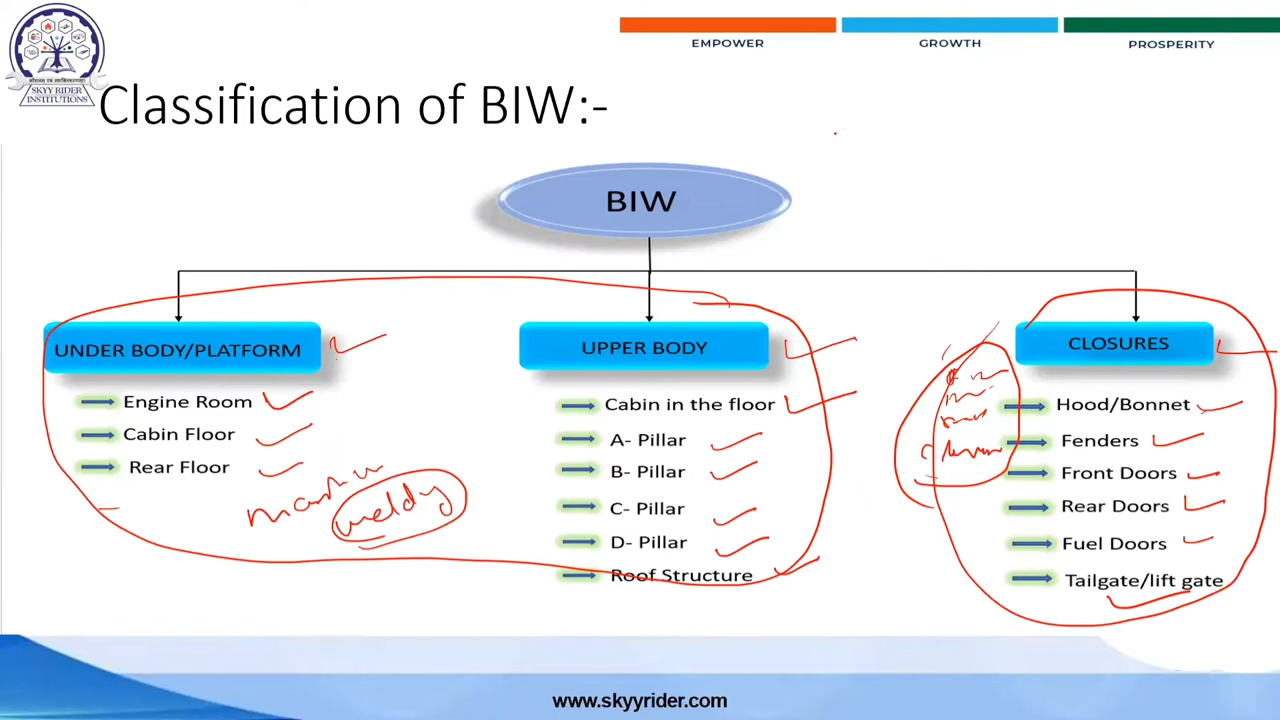 EMPOWER
GROWTH
PROSPERITY
SKYY RIDER
INSTITUTIONS
Classification of BIW:-
BIW
UNDER BODY/PLATFORM
Engine Room
Cabin Floor
Rear Floor
welding
UPPER BODY
Cabin in the floor
A- Pillar
B- Pillar
C- Pillar
D- Pillar
Roof Structure
CLOSURES
Hood/Bonnet
Fenders
Front Doors
Rear Doors
Fuel Doors
Tailgate/lift gate
www.skyyrider.com